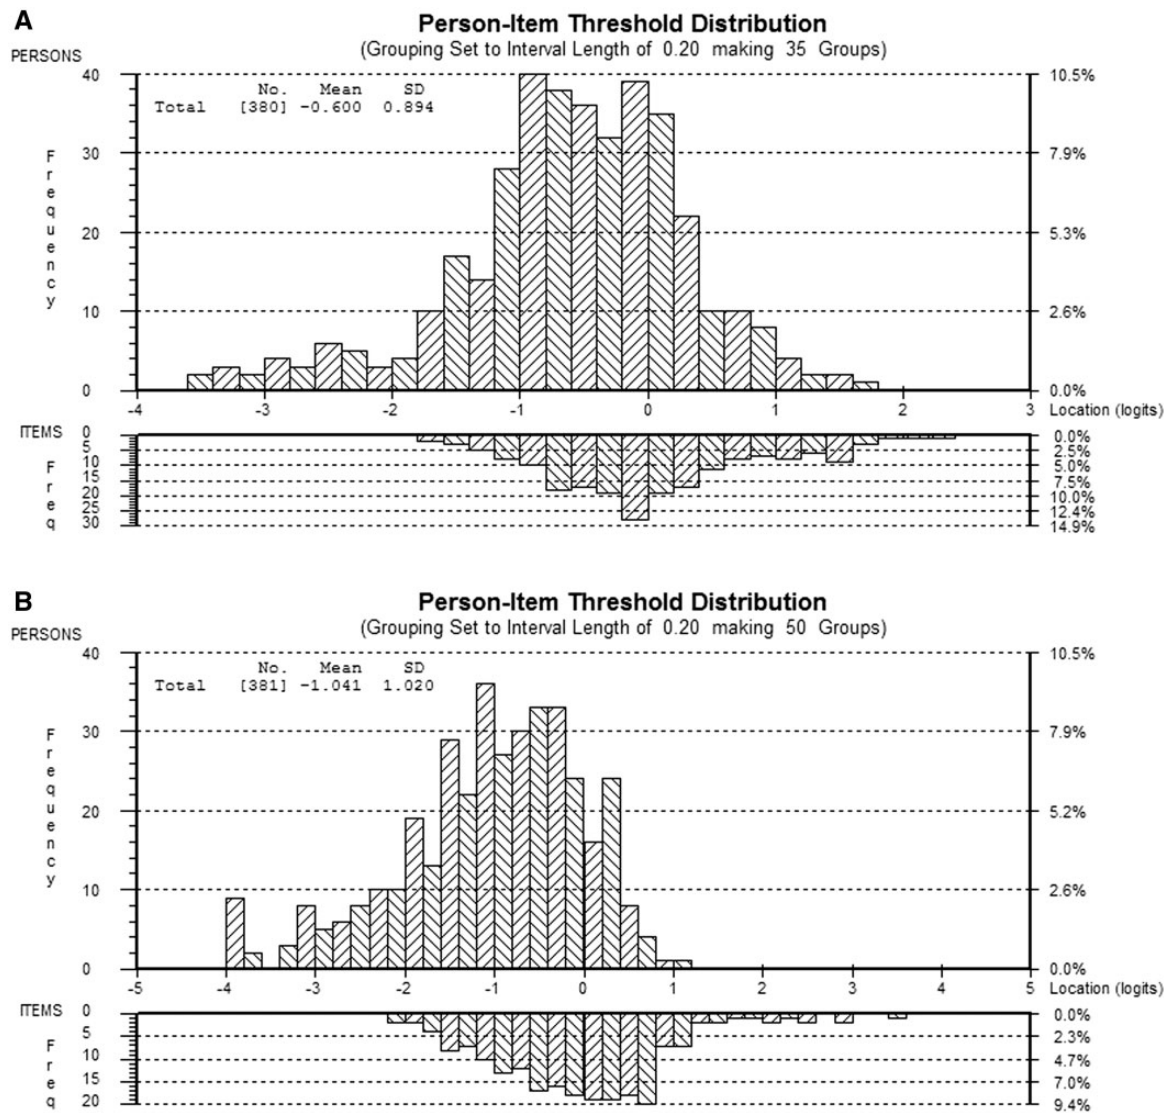 A
Person-Item Threshold Distribution
(Grouping Set to Interval Length of 0.20 making 35 Groups)
PERSONS
No. Mean SD
Total [380] -0.600 0.894
Frequency
40 10.5%
30 7.9%
20 5.3%
10 2.6%
0 0.0%
-4 -3 -2 -1 0 1 2 3 Location (logits)
ITEMS
Freq
0 0.0%
5 2.5%
10 5.0%
15 7.5%
20 10.0%
25 12.4%
30 14.9%
B
Person-Item Threshold Distribution
(Grouping Set to Interval Length of 0.20 making 50 Groups)
PERSONS
No. Mean SD
Total [381] -1.041 1.020
Frequency
40 10.5%
30 7.9%
20 5.2%
10 2.6%
0 0.0%
-5 -4 -3 -2 -1 0 1 2 3 4 5 Location (logits)
ITEMS
Freq
0 0.0%
5 2.3%
10 4.7%
15 7.0%
20 9.4%